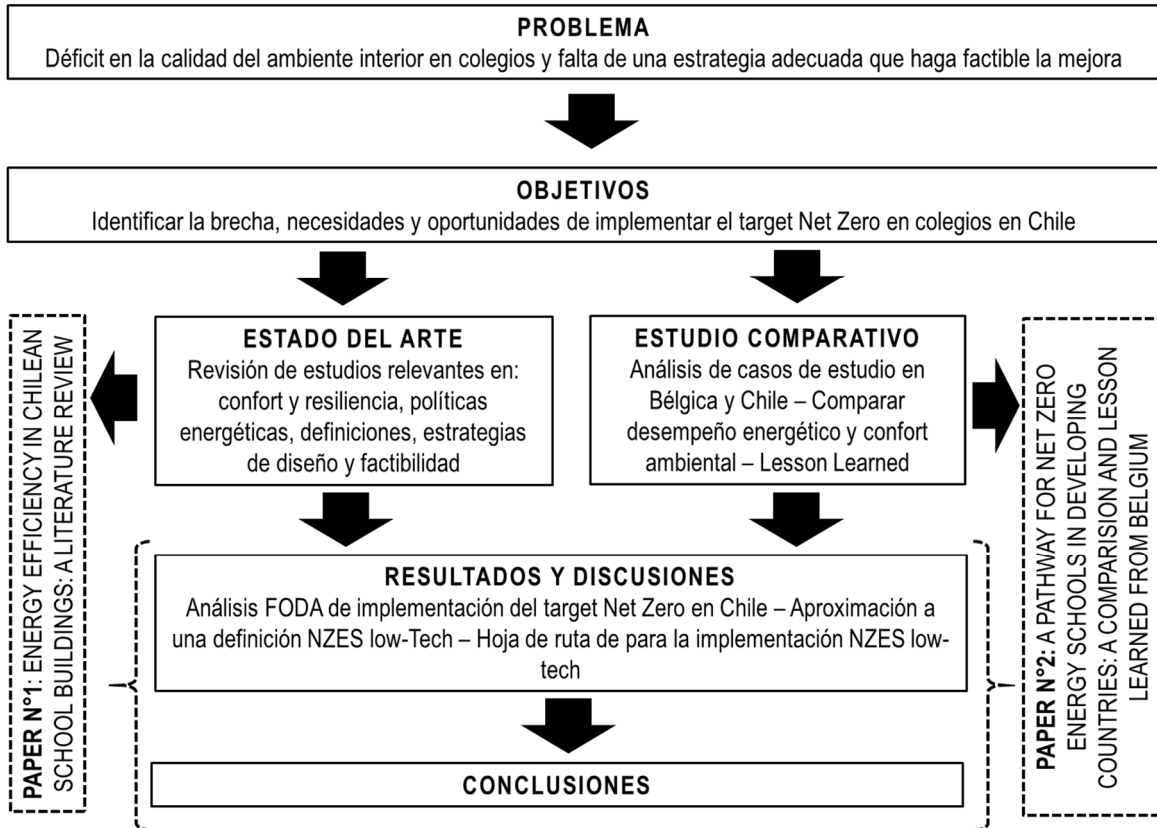 PROBLEMA
Déficit en la calidad del ambiente interior en colegios y falta de una estrategia adecuada que haga factible la mejora
OBJETIVOS
Identificar la brecha, necesidades y oportunidades de implementar el target Net Zero en colegios en Chile
PAPER N°1: ENERGY EFFICIENCY IN CHILEAN
SCHOOL BUILDINGS: A LITERATURE REVIEW
ESTADO DEL ARTE
Revisión de estudios relevantes en:
confort y resiliencia, políticas
energéticas, definiciones, estrategias
de diseño y factibilidad
ESTUDIO COMPARATIVO
Análisis de casos de estudio en
Bélgica y Chile – Comparar
desempeño energético y confort
ambiental – Lesson Learned
PAPER N°2: A PATHWAY FOR NET ZERO
ENERGY SCHOOLS IN DEVELOPING
COUNTRIES: A COMPARISION AND LESSON
LEARNED FROM BELGIUM
RESULTADOS Y DISCUSIONES
Análisis FODA de implementación del target Net Zero en Chile – Aproximación a
una definición NZES low-Tech – Hoja de ruta de para la implementación NZES low-
tech
CONCLUSIONES